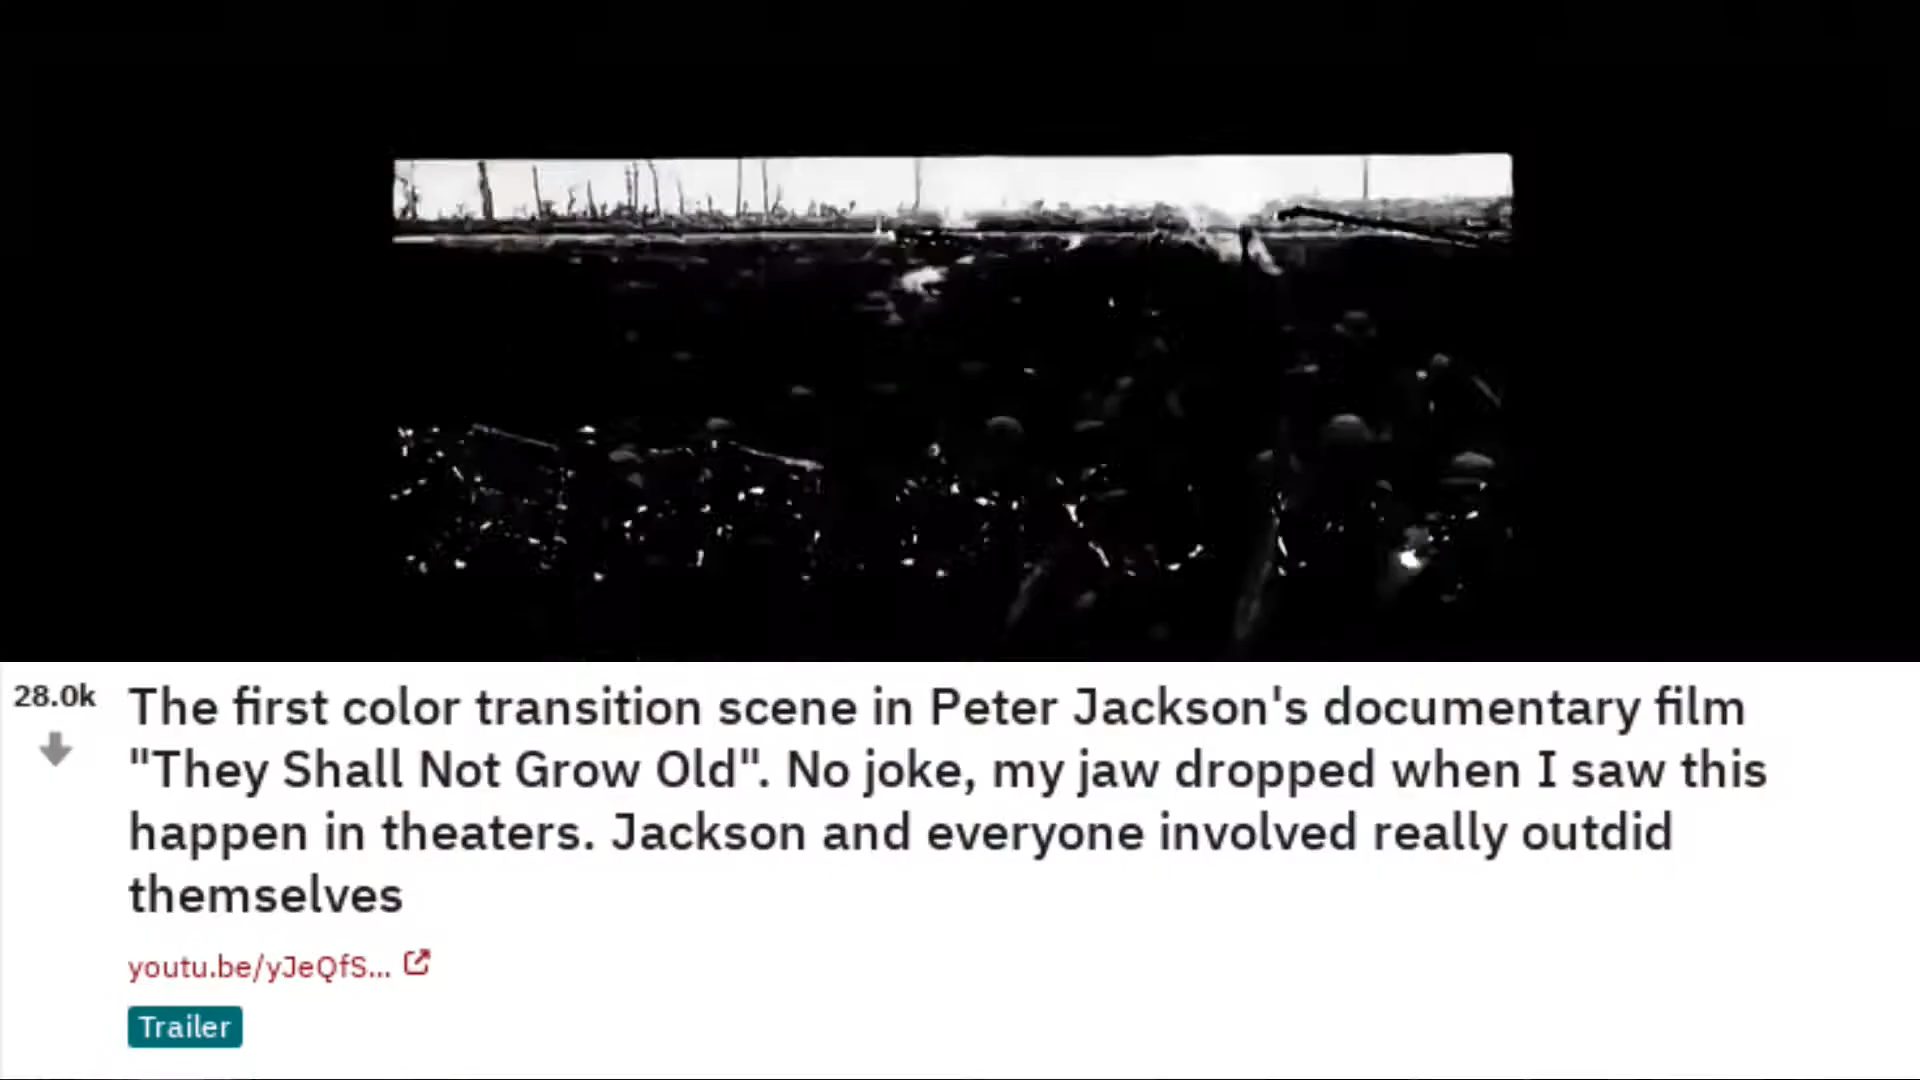 28.0k
The first color transition scene in Peter Jackson's documentary film
"They Shall Not Grow Old". No joke, my jaw dropped when I saw this
happen in theaters. Jackson and everyone involved really outdid
themselves
youtu.be/yJeQfS...
Trailer